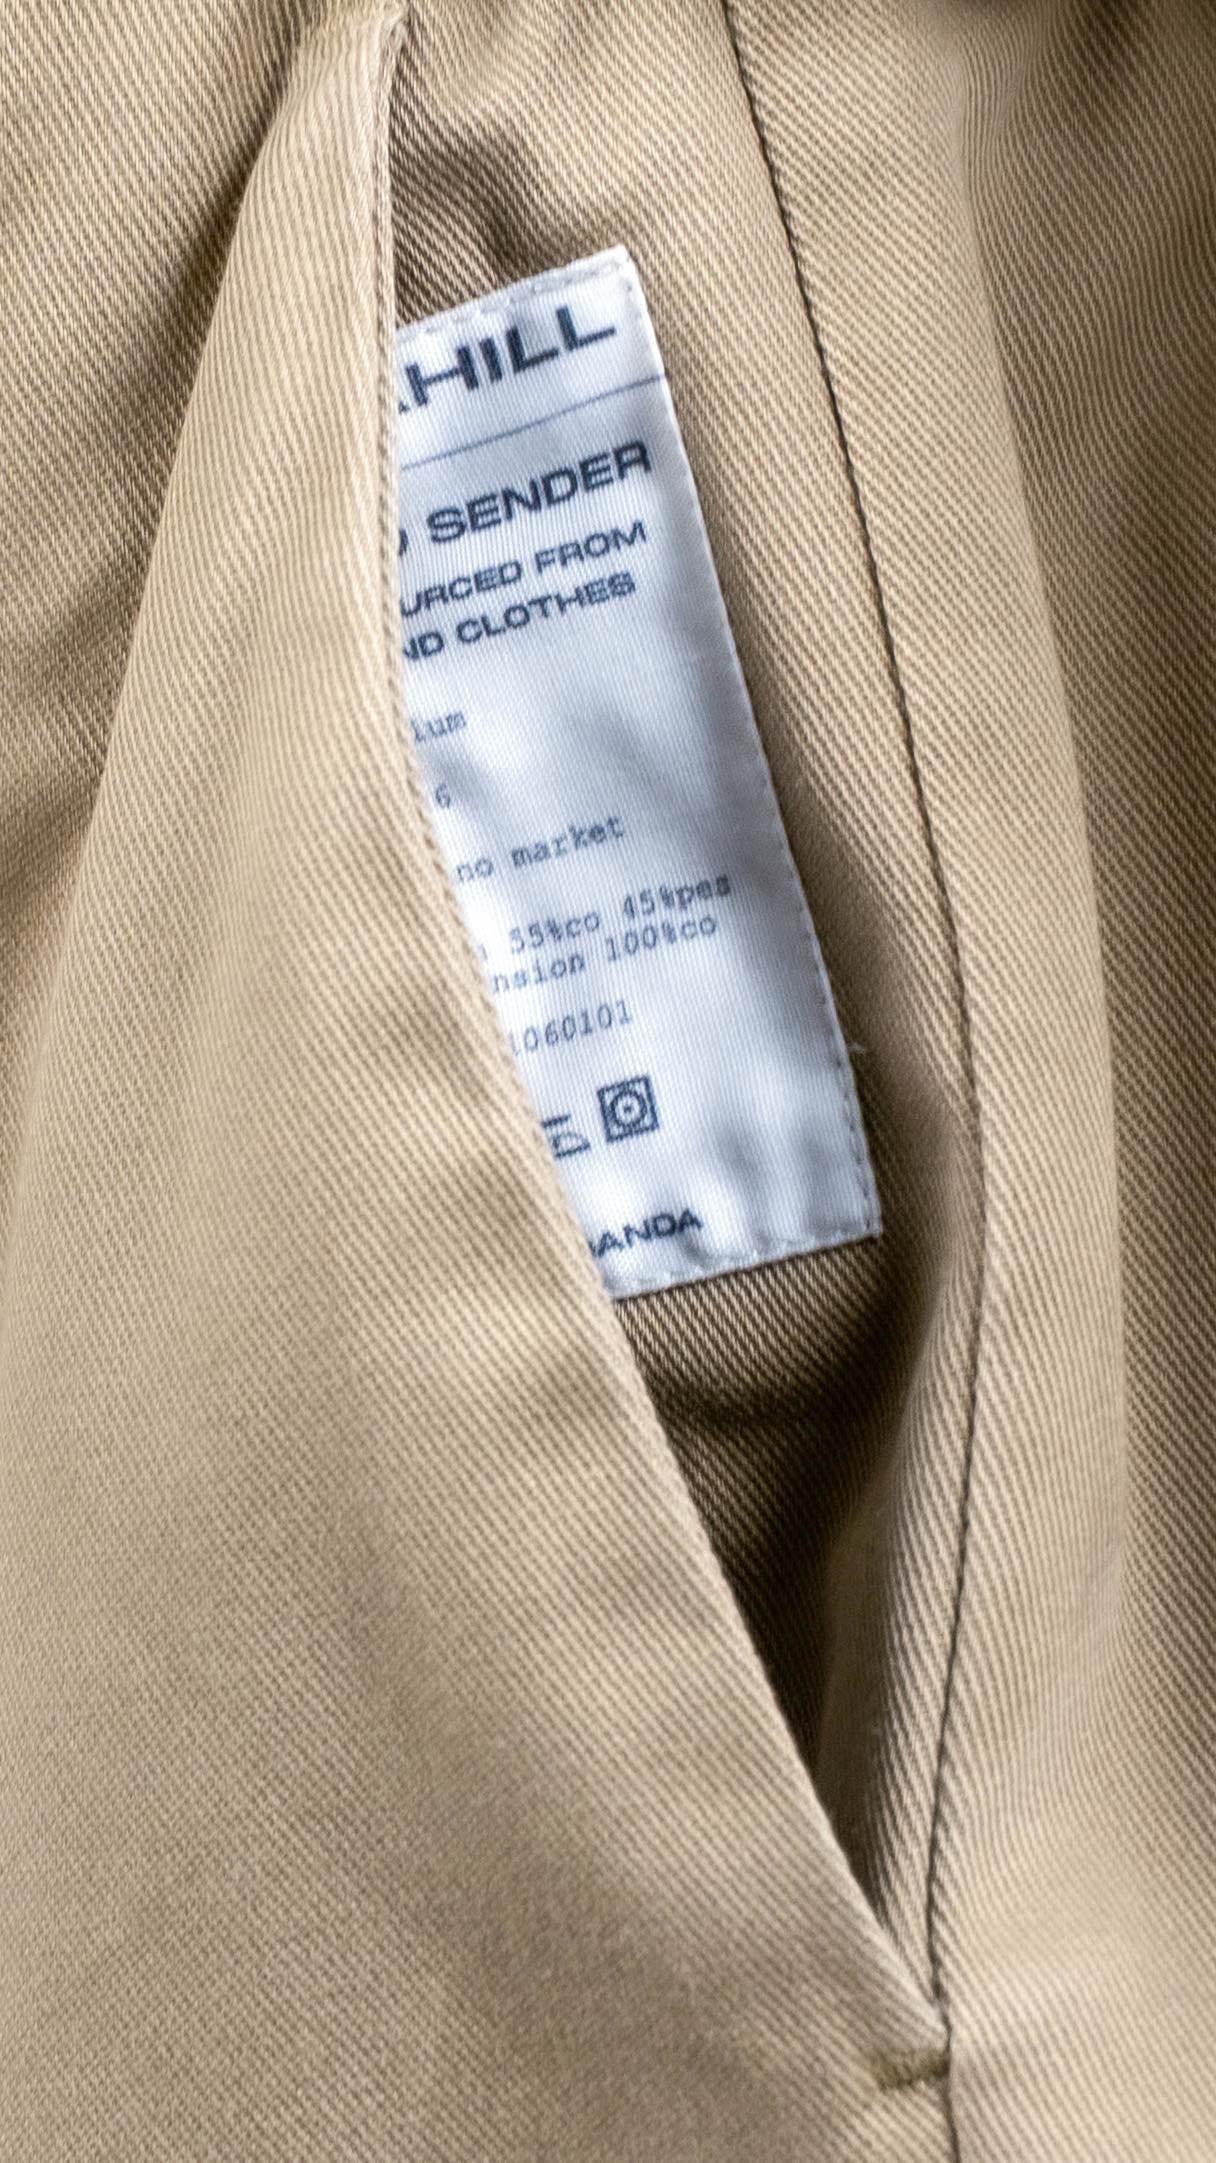 HILL
SENDER
URCED FROM
ND CLOTHES
ium
6
no market
55%co 45%pes
nsion 100%co
1060101
ANDA